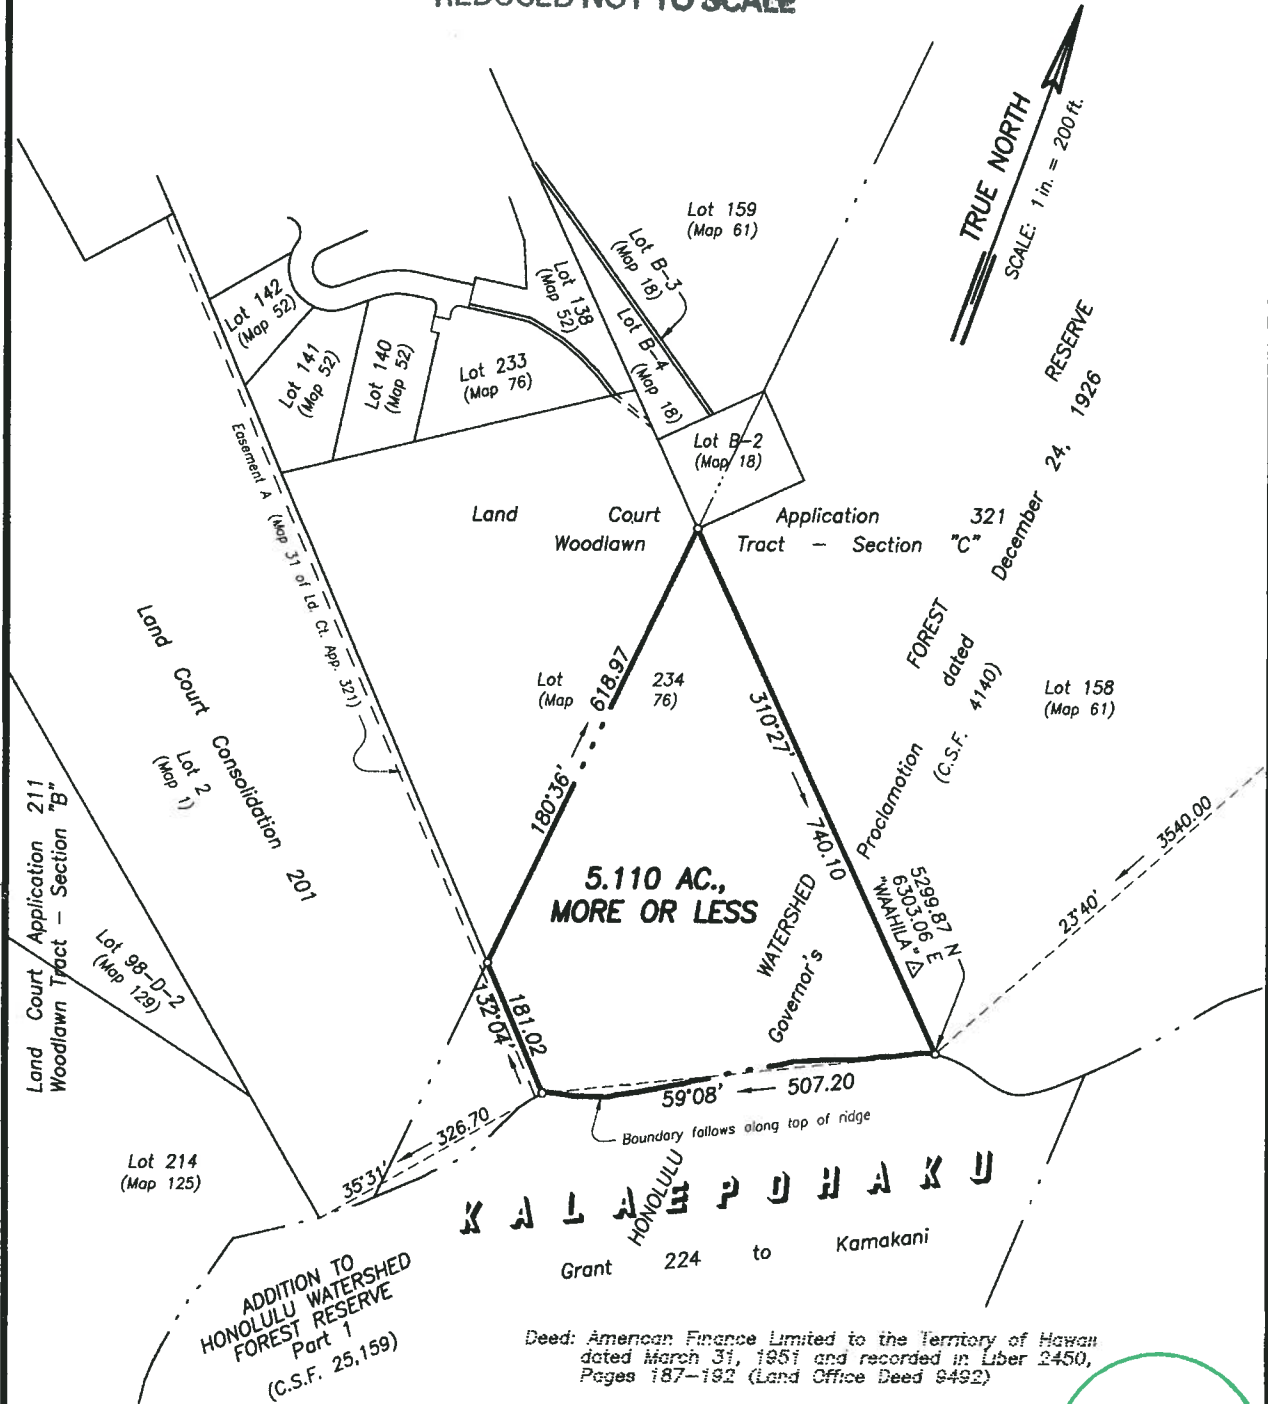 REDUCED NOT TO SCALE
TRUE NORTH
SCALE: 1 in. = 200 ft.
Lot 159
(Map 61)
Lot B-3
(Map 18)
Lot 138
(Map 52)
Lot B-4
(Map 18)
Lot 142
(Map 52)
Lot 141
(Map 52)
Lot 140
(Map 52)
Lot 233
(Map 76)
Lot B-2
(Map 18)
Easement A (Map 31 of Ld. Ct. App. 321)
Land Court Application 321
Woodlawn Tract - Section "C"
RESERVE
December 24, 1926
FOREST
dated
(C.S.F. 4140)
Lot 234
(Map 76)
Lot 158
(Map 61)
618.97
180°36'
310°27'
740.10
Proclamation
WATERSHED
Governor's
Land Court Consolidation 201
Lot 2
(Map 1)
Land Court Application 211
Woodlawn Tract - Section "B"
5.110 AC.,
MORE OR LESS
5299.87 N
6303.06 E
"WAAHILA"
3540.00
23°40'
Lot 98-D-2
(Map 129)
181.02
132°04'
59°08'
507.20
Boundary follows along top of ridge
326.70
35°31'
Lot 214
(Map 125)
HONOLULU
KALAEPOHAKU
Grant 224 to Kamakani
ADDITION TO
HONOLULU WATERSHED
FOREST RESERVE
Part 1
(C.S.F. 25,159)
Deed: American Finance Limited to the Territory of Hawaii
dated March 31, 1951 and recorded in Liber 2450,
Pages 187-192 (Land Office Deed 9492)